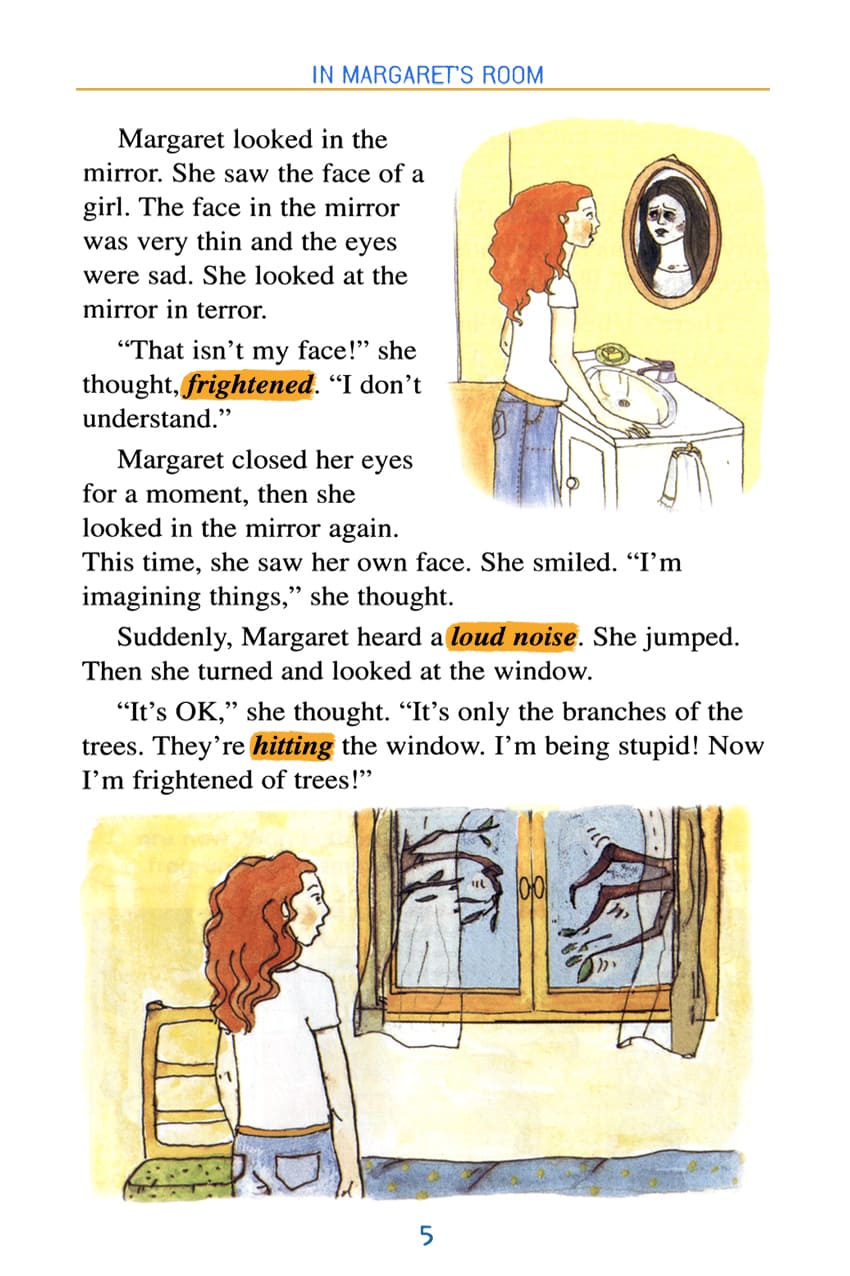 IN MARGARET'S ROOM
Margaret looked in the
mirror. She saw the face of a
girl. The face in the mirror
was very thin and the eyes
were sad. She looked at the
mirror in terror.
“That isn’t my face!” she
thought, frightened. “I don’t
understand.”
Margaret closed her eyes
for a moment, then she
looked in the mirror again.
This time, she saw her own face. She smiled. “I’m
imagining things,” she thought.
Suddenly, Margaret heard a loud noise. She jumped.
Then she turned and looked at the window.
“It’s OK,” she thought. “It’s only the branches of the
trees. They’re hitting the window. I’m being stupid! Now
I’m frightened of trees!”
5